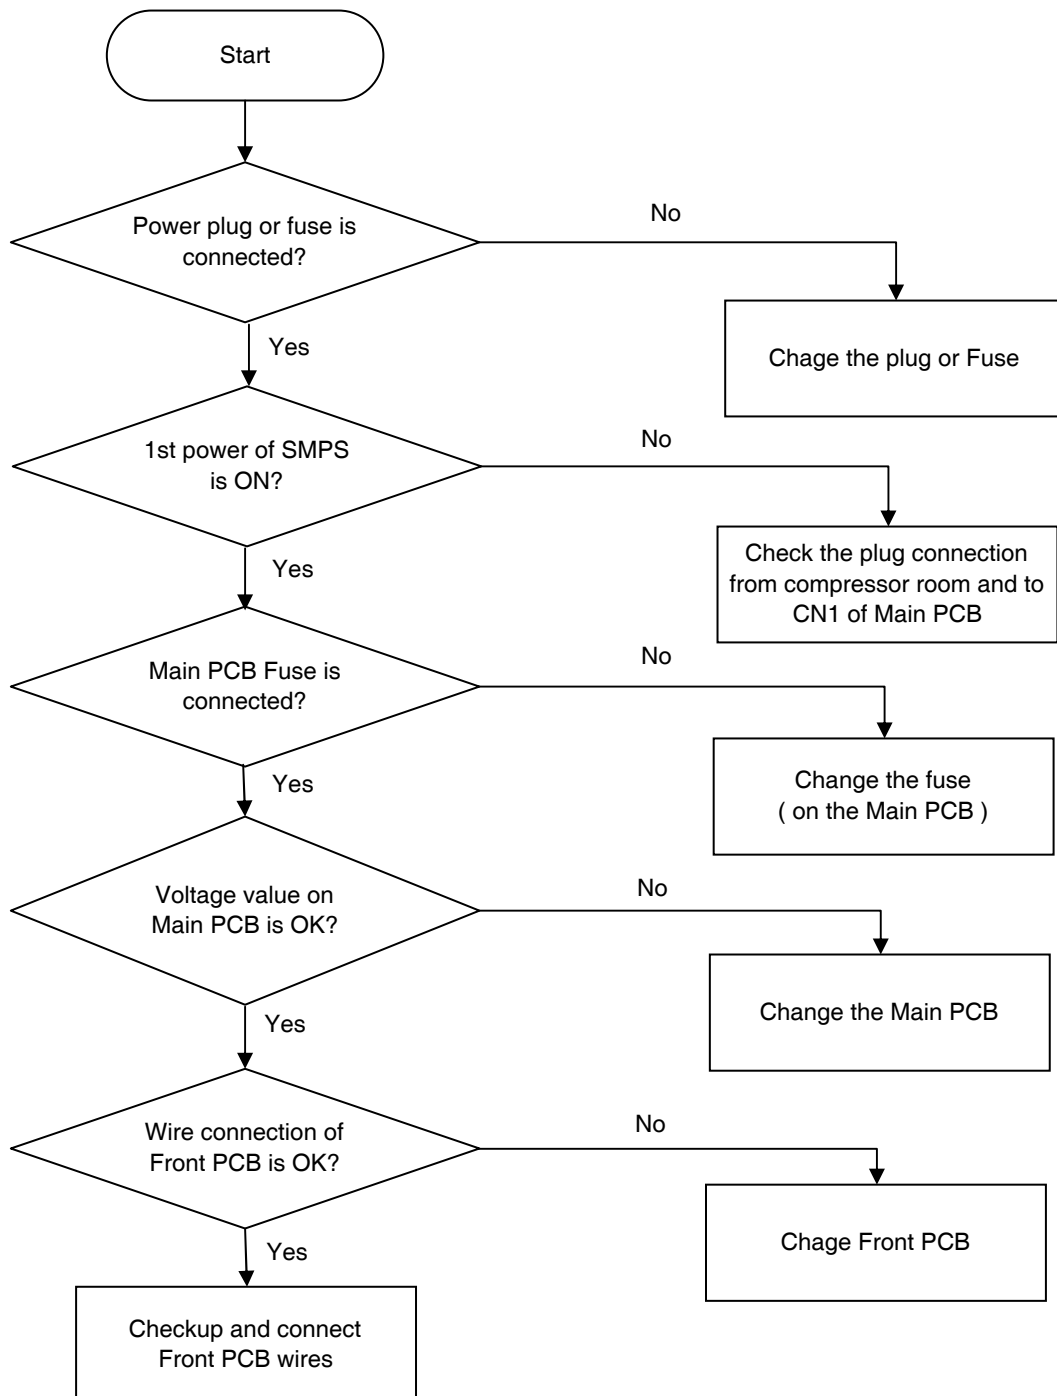 Start
Power plug or fuse is
connected?
No
Yes
Chage the plug or Fuse
1st power of SMPS
is ON?
No
Yes
Check the plug connection
from compressor room and to
CN1 of Main PCB
Main PCB Fuse is
connected?
No
Yes
Change the fuse
( on the Main PCB )
Voltage value on
Main PCB is OK?
No
Yes
Change the Main PCB
Wire connection of
Front PCB is OK?
No
Yes
Chage Front PCB
Checkup and connect
Front PCB wires